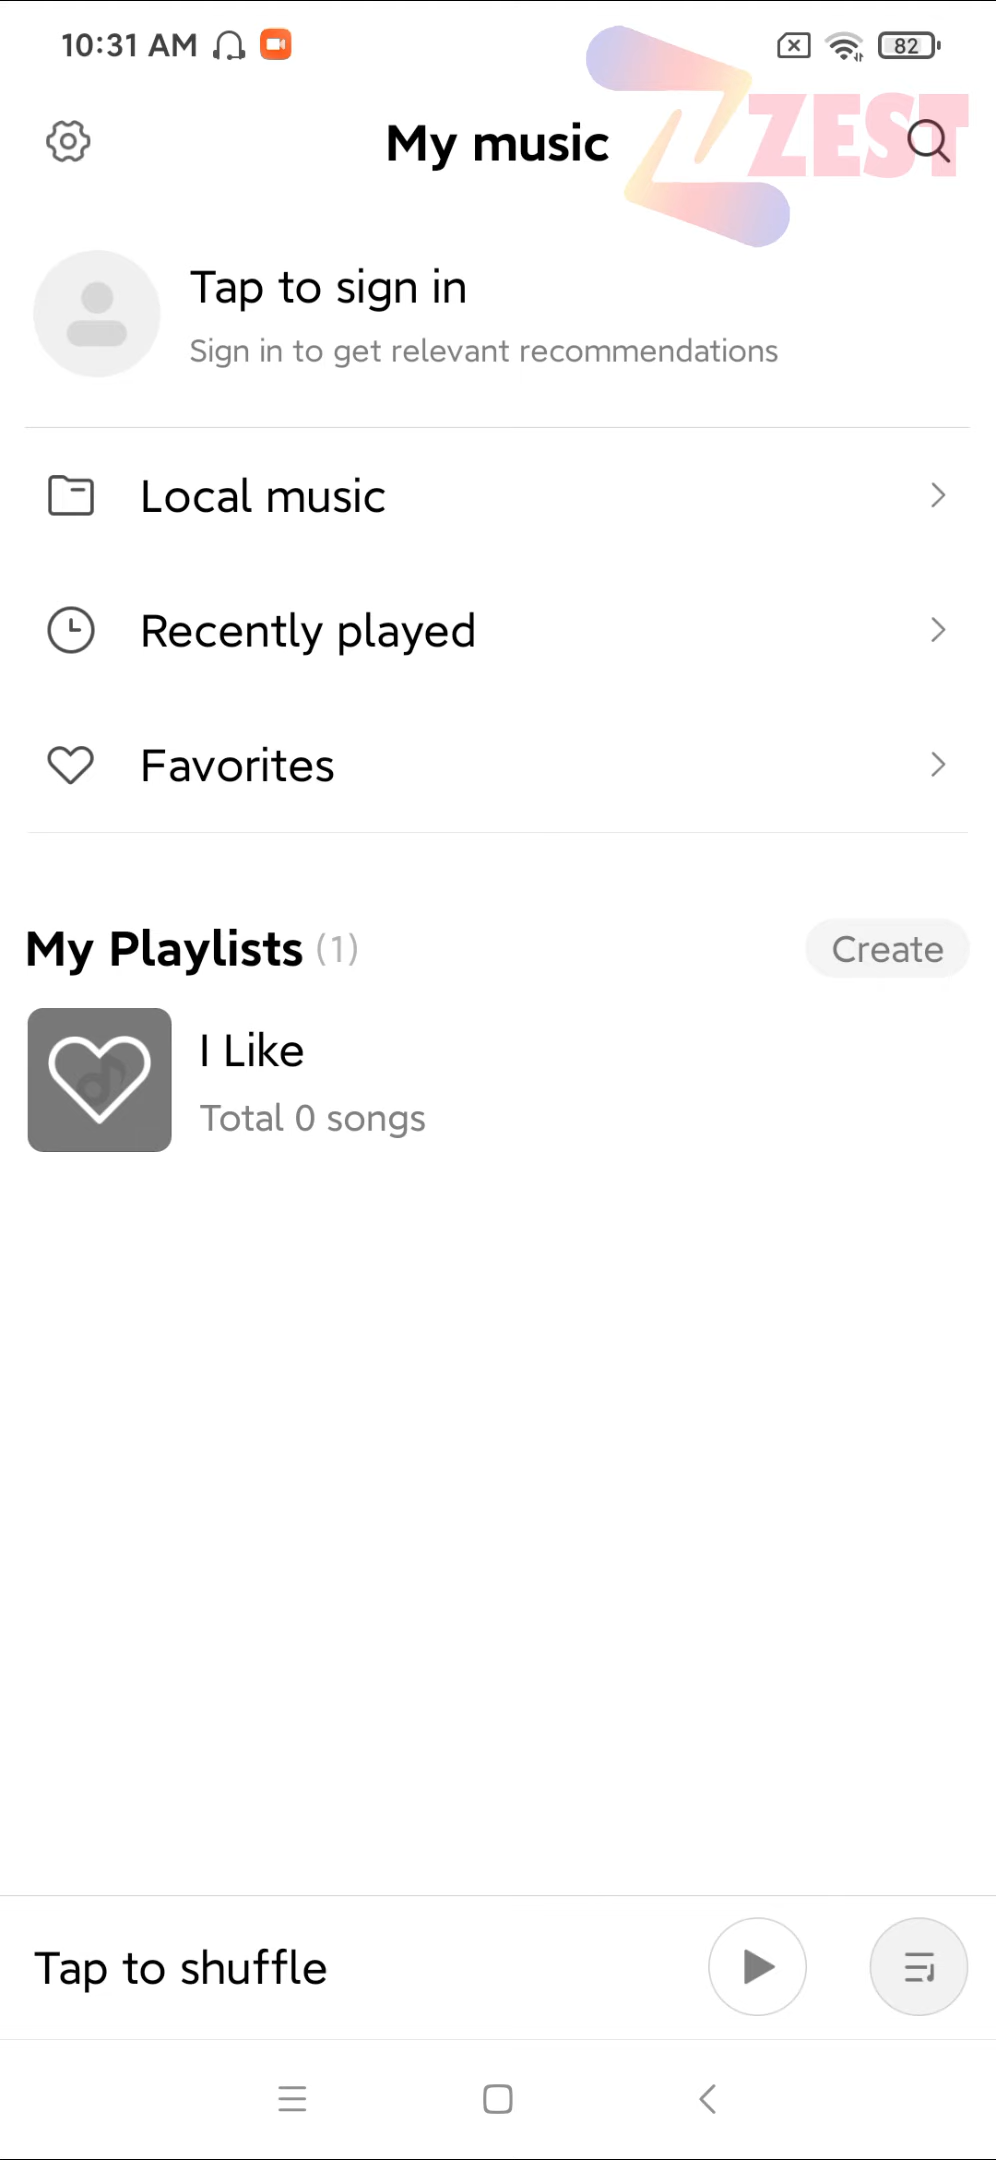 10:31 AM
82
ZEST
My music
Tap to sign in
Sign in to get relevant recommendations
Local music
Recently played
Favorites
My Playlists (1)
Create
I Like
Total 0 songs
Tap to shuffle